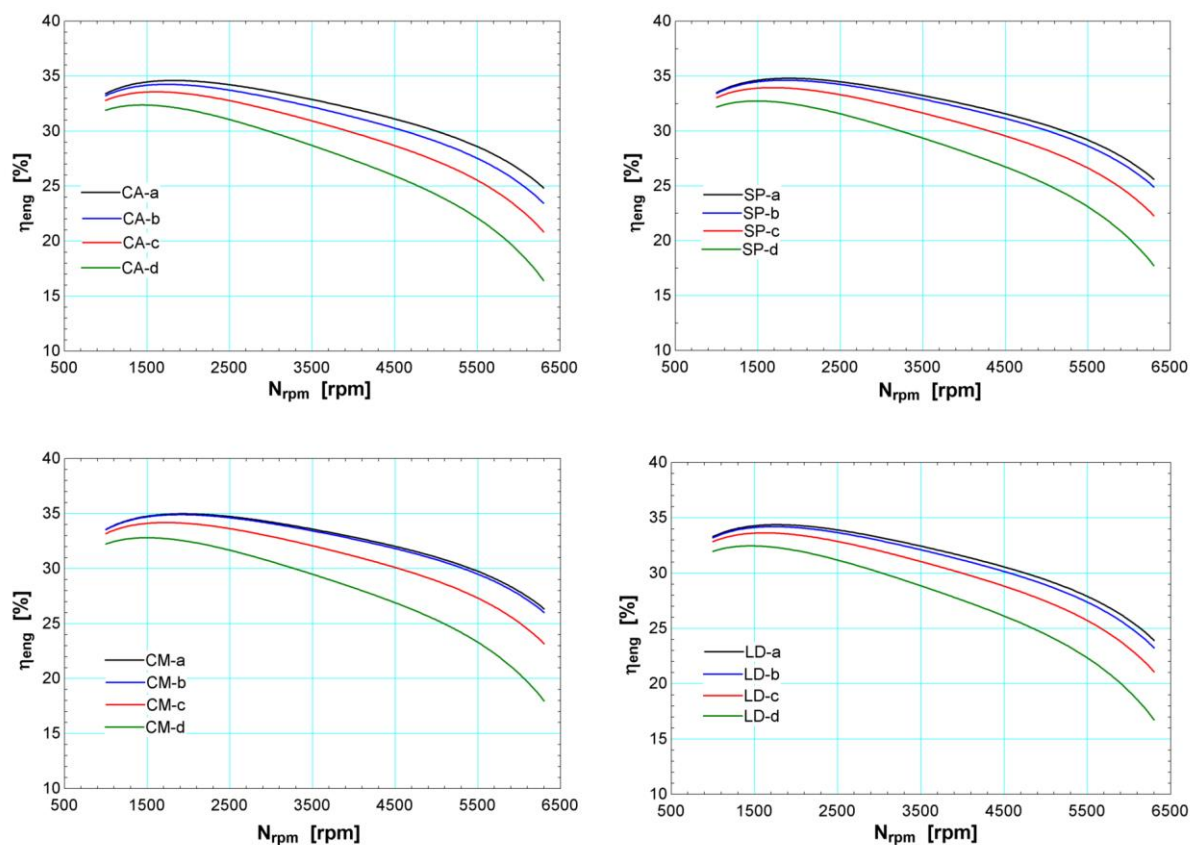 40
35
30
25
20
15
10
ηeng [%]
CA-a
CA-b
CA-c
CA-d
500 1500 2500 3500 4500 5500 6500
Nrpm [rpm]
40
35
30
25
20
15
10
ηeng [%]
SP-a
SP-b
SP-c
SP-d
500 1500 2500 3500 4500 5500 6500
Nrpm [rpm]
40
35
30
25
20
15
10
ηeng [%]
CM-a
CM-b
CM-c
CM-d
500 1500 2500 3500 4500 5500 6500
Nrpm [rpm]
40
35
30
25
20
15
10
ηeng [%]
LD-a
LD-b
LD-c
LD-d
500 1500 2500 3500 4500 5500 6500
Nrpm [rpm]